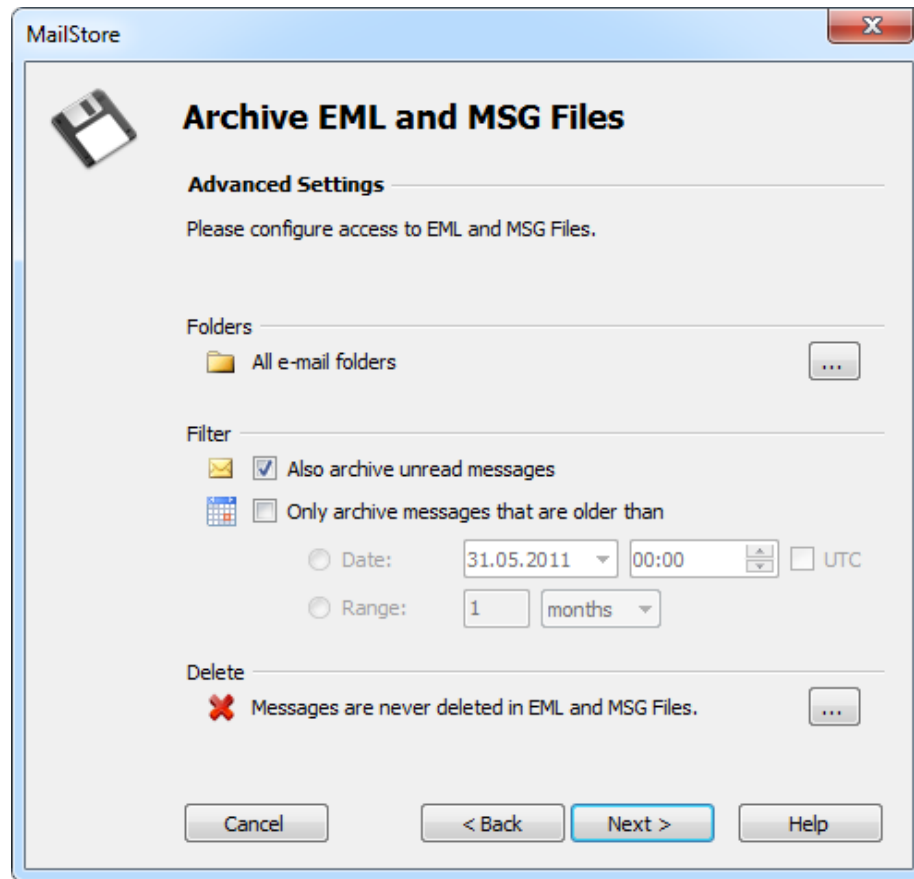 MailStore
Archive EML and MSG Files
Advanced Settings
Please configure access to EML and MSG Files.
Folders
All e-mail folders
...
Filter
Also archive unread messages
Only archive messages that are older than
Date: 31.05.2011 00:00 UTC
Range: 1 months
Delete
Messages are never deleted in EML and MSG Files.
...
Cancel < Back Next > Help